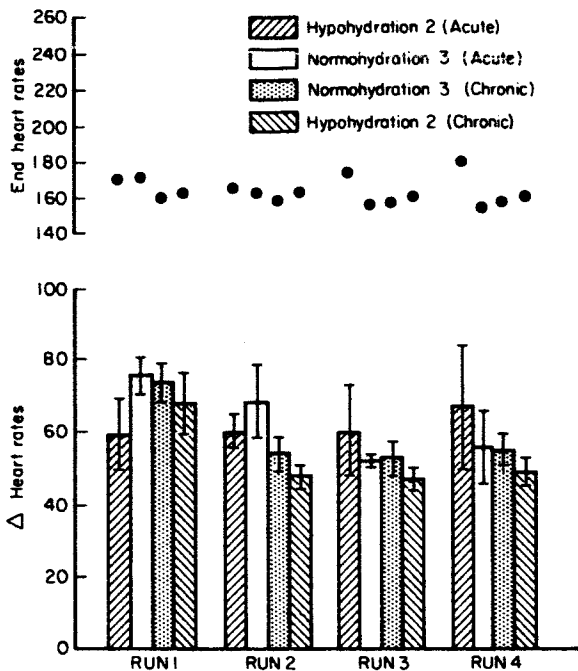 260
240
220
200
180
160
140
End heart rates
Hypohydration 2 (Acute)
Normohydration 3 (Acute)
Normohydration 3 (Chronic)
Hypohydration 2 (Chronic)
100
80
60
40
20
0
Δ Heart rates
RUN 1
RUN 2
RUN 3
RUN 4